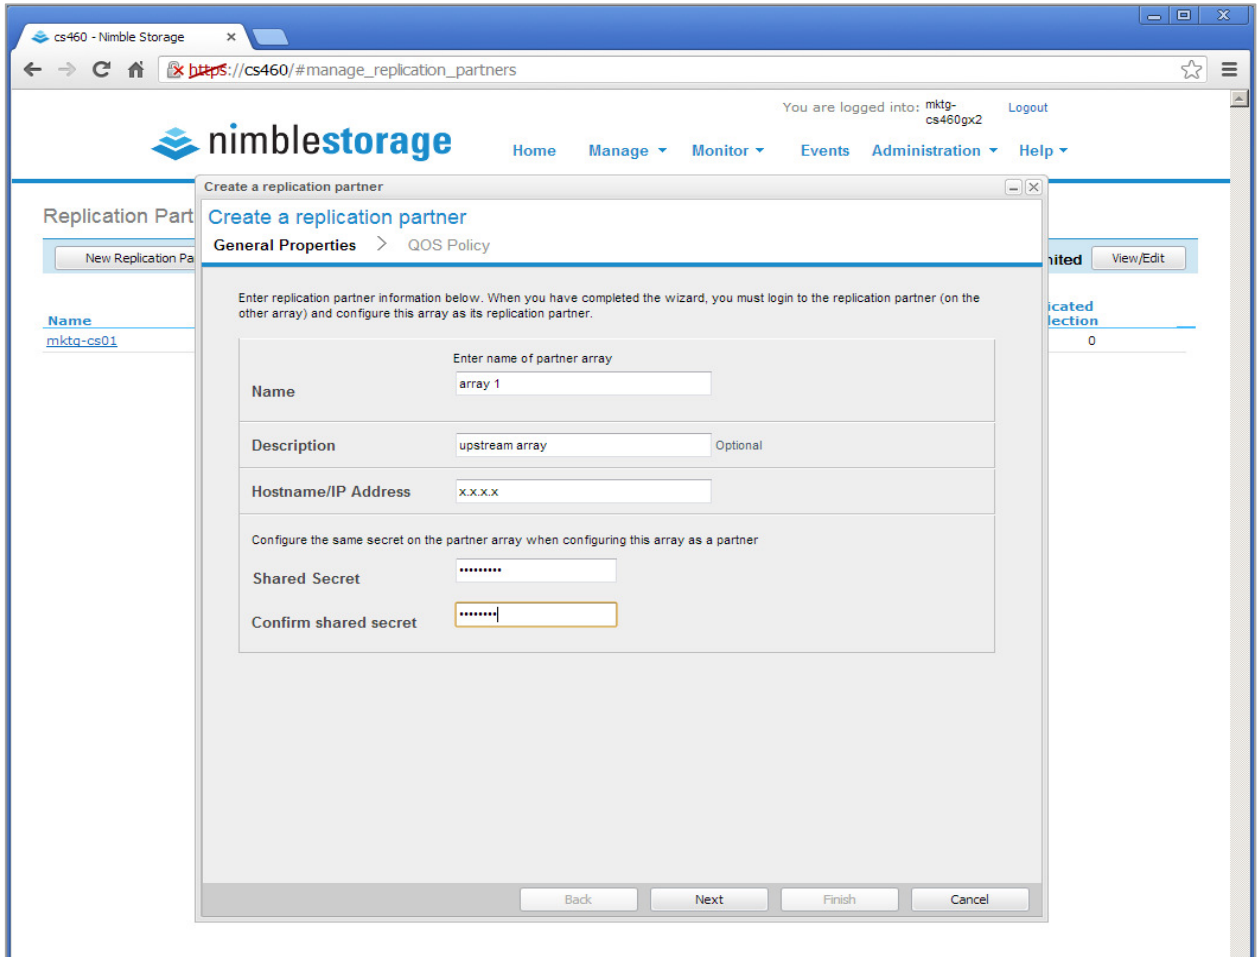 cs460 - Nimble Storage
https://cs460/#manage_replication_partners
You are logged into: mktg-cs460gx2 Logout
nimblestorage
Home Manage Monitor Events Administration Help
Create a replication partner
Replication Part
Create a replication partner
General Properties > QOS Policy
New Replication Pa
nited View/Edit
Enter replication partner information below. When you have completed the wizard, you must login to the replication partner (on the
other array) and configure this array as its replication partner.
icated
Name lection
mktg-cs01 0
Enter name of partner array
Name array 1
Description upstream array Optional
Hostname/IP Address x.x.x.x
Configure the same secret on the partner array when configuring this array as a partner
Shared Secret •••••••••
Confirm shared secret ••••••••
Back Next Finish Cancel